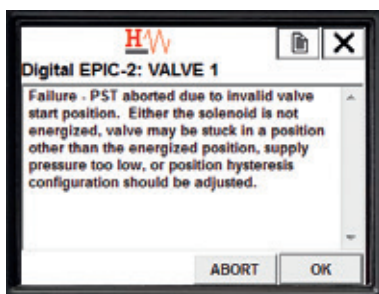 H
Digital EPIC-2: VALVE 1
Failure - PST aborted due to invalid valve
start position. Either the solenoid is not
energized, valve may be stuck in a position
other than the energized position, supply
pressure too low, or position hysteresis
configuration should be adjusted.
ABORT OK